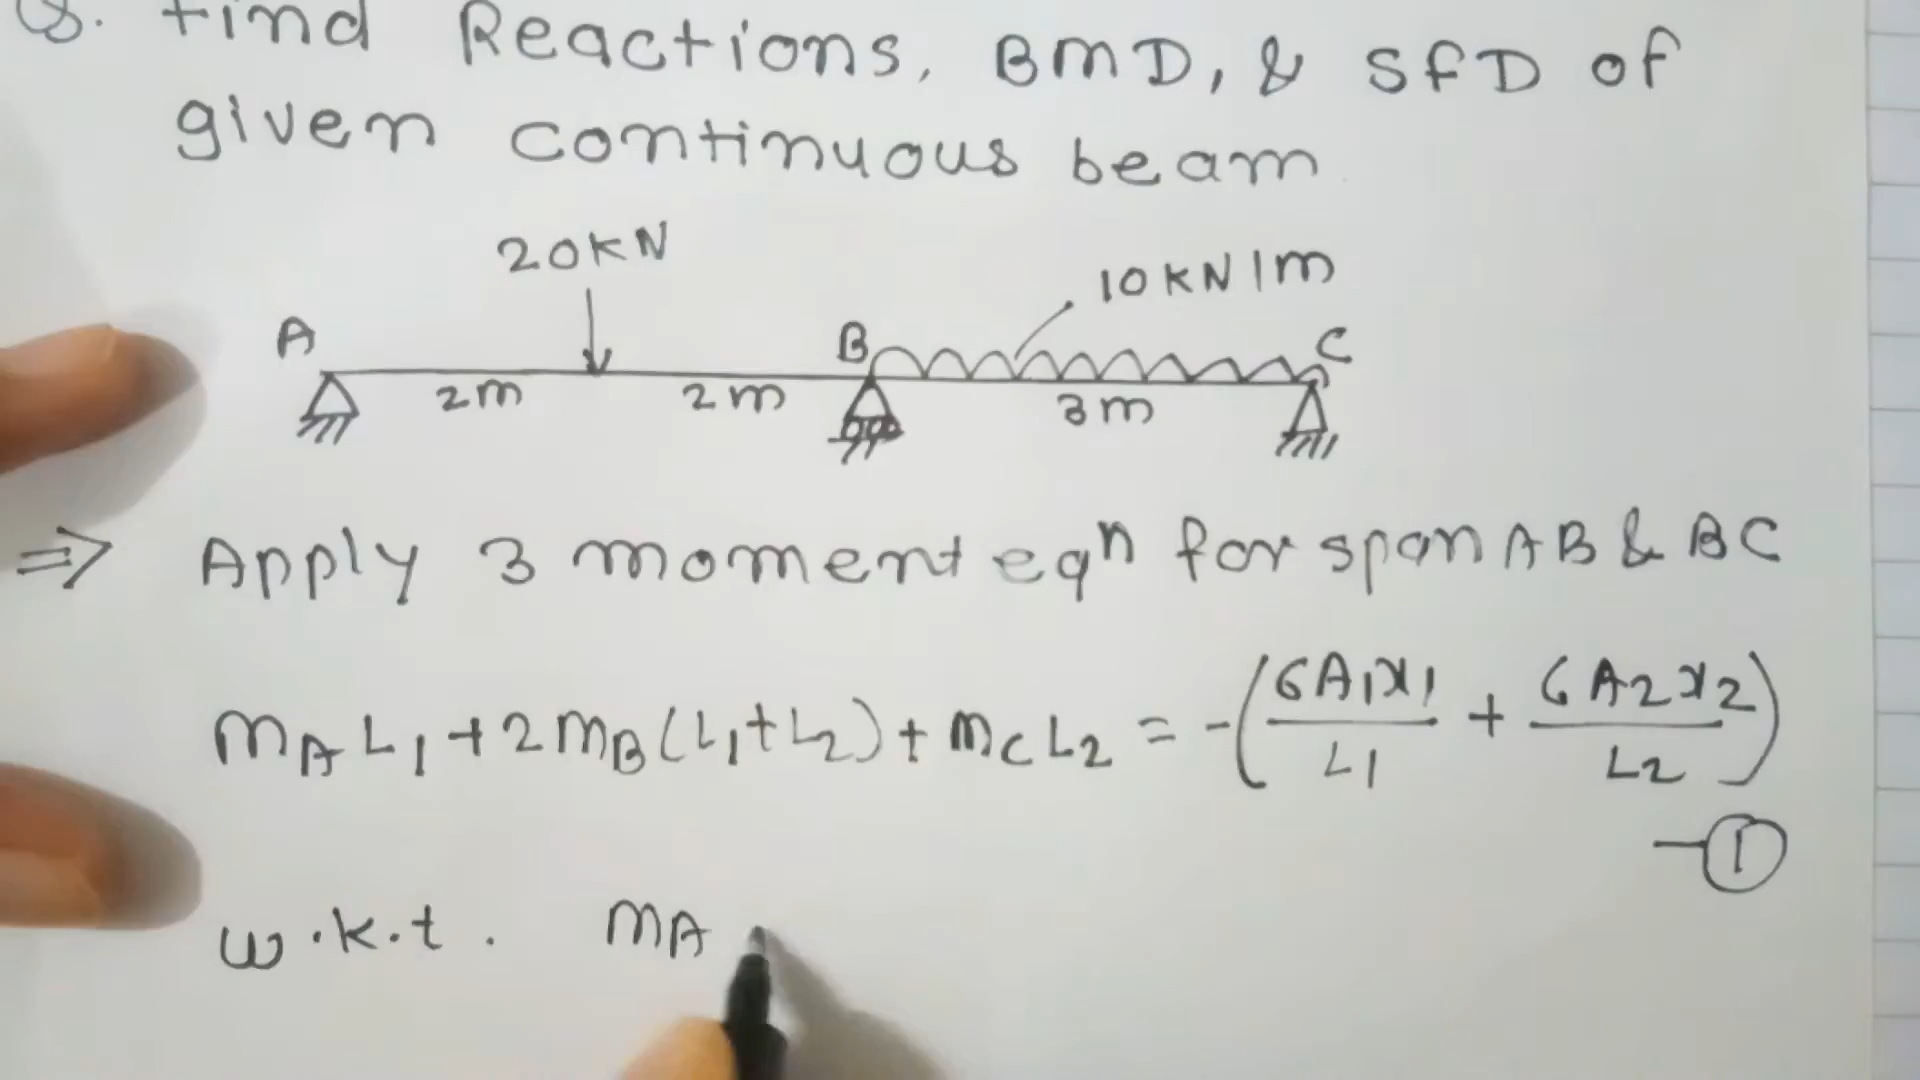 Q. Find Reactions, BMD, & SFD of
given continuous beam
20KN
10KN/m
A
B
C
2m
2m
3m
⇒ Apply 3 moment eqⁿ for span AB & BC
MA L1 + 2MB (L1 + L2) + MC L2 = -(6A1x1/L1 + 6A2x2/L2)
-①
w.k.t. MA